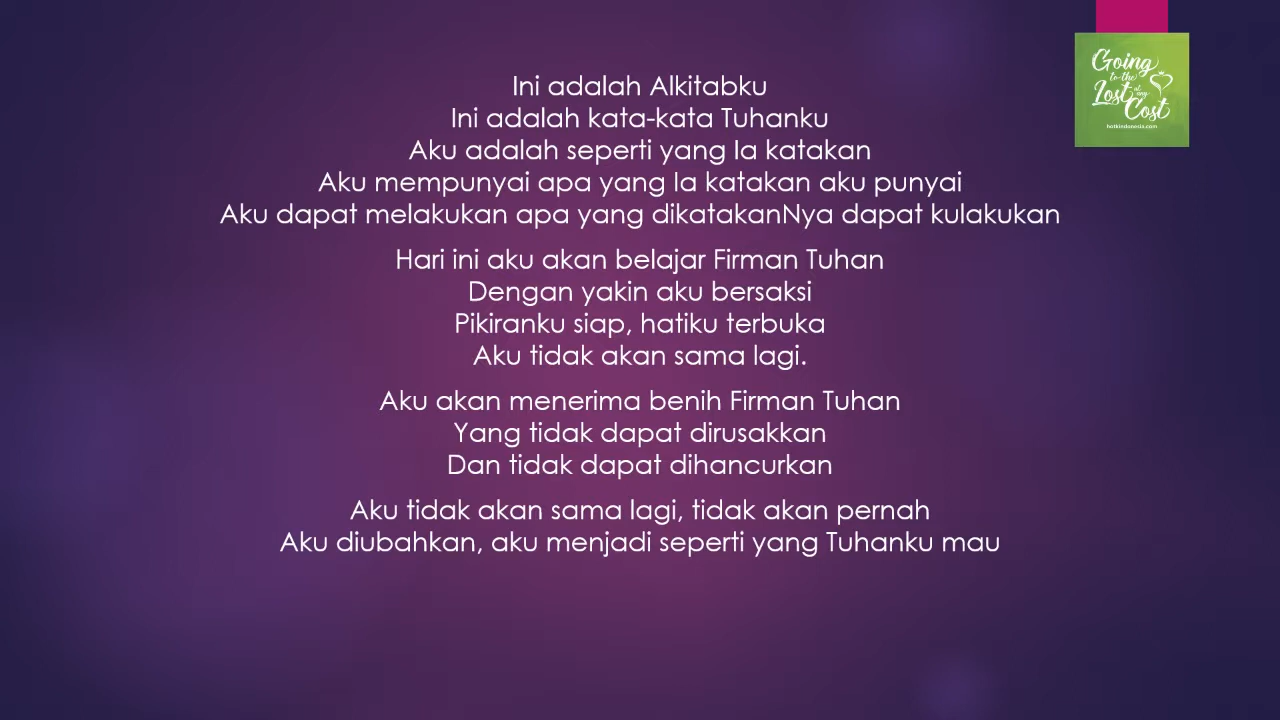 Ini adalah Alkitabku
Ini adalah kata-kata Tuhanku
Aku adalah seperti yang Ia katakan
Aku mempunyai apa yang Ia katakan aku punyai
Aku dapat melakukan apa yang dikatakanNya dapat kulakukan
Hari ini aku akan belajar Firman Tuhan
Dengan yakin aku bersaksi
Pikiranku siap, hatiku terbuka
Aku tidak akan sama lagi.
Aku akan menerima benih Firman Tuhan
Yang tidak dapat dirusakkan
Dan tidak dapat dihancurkan
Aku tidak akan sama lagi, tidak akan pernah
Aku diubahkan, aku menjadi seperti yang Tuhanku mau
Going
to the
Lost at any
Cost
hotkindonesia.com